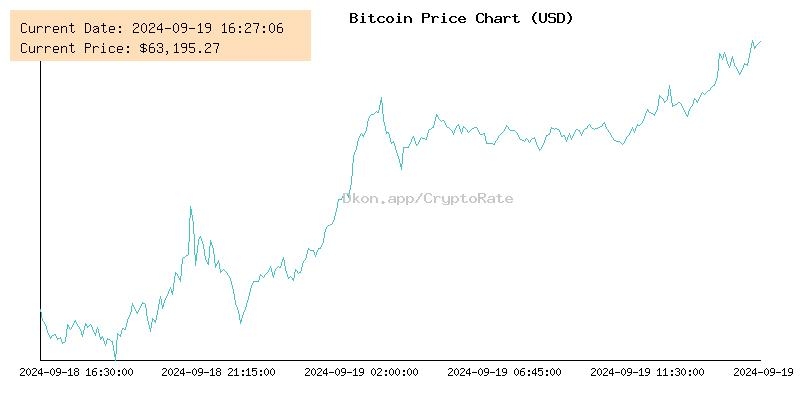 Bitcoin Price Chart (USD)
Current Date: 2024-09-19 16:27:06
Current Price: $63,195.27
Dkon.app/CryptoRate
2024-09-18 16:30:00 2024-09-18 21:15:00 2024-09-19 02:00:00 2024-09-19 06:45:00 2024-09-19 11:30:00 2024-09-19